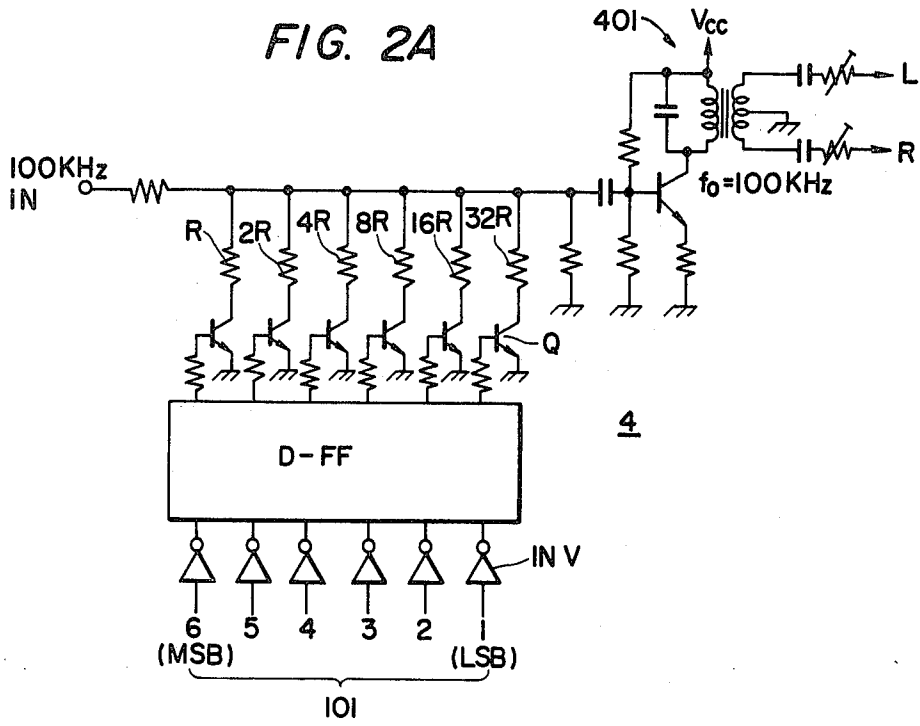 FIG. 2A
401
Vcc
L
R
f0=100KHz
100KHz
IN
R
2R
4R
8R
16R
32R
Q
4
D-FF
INV
6
5
4
3
2
1
(MSB)
(LSB)
101